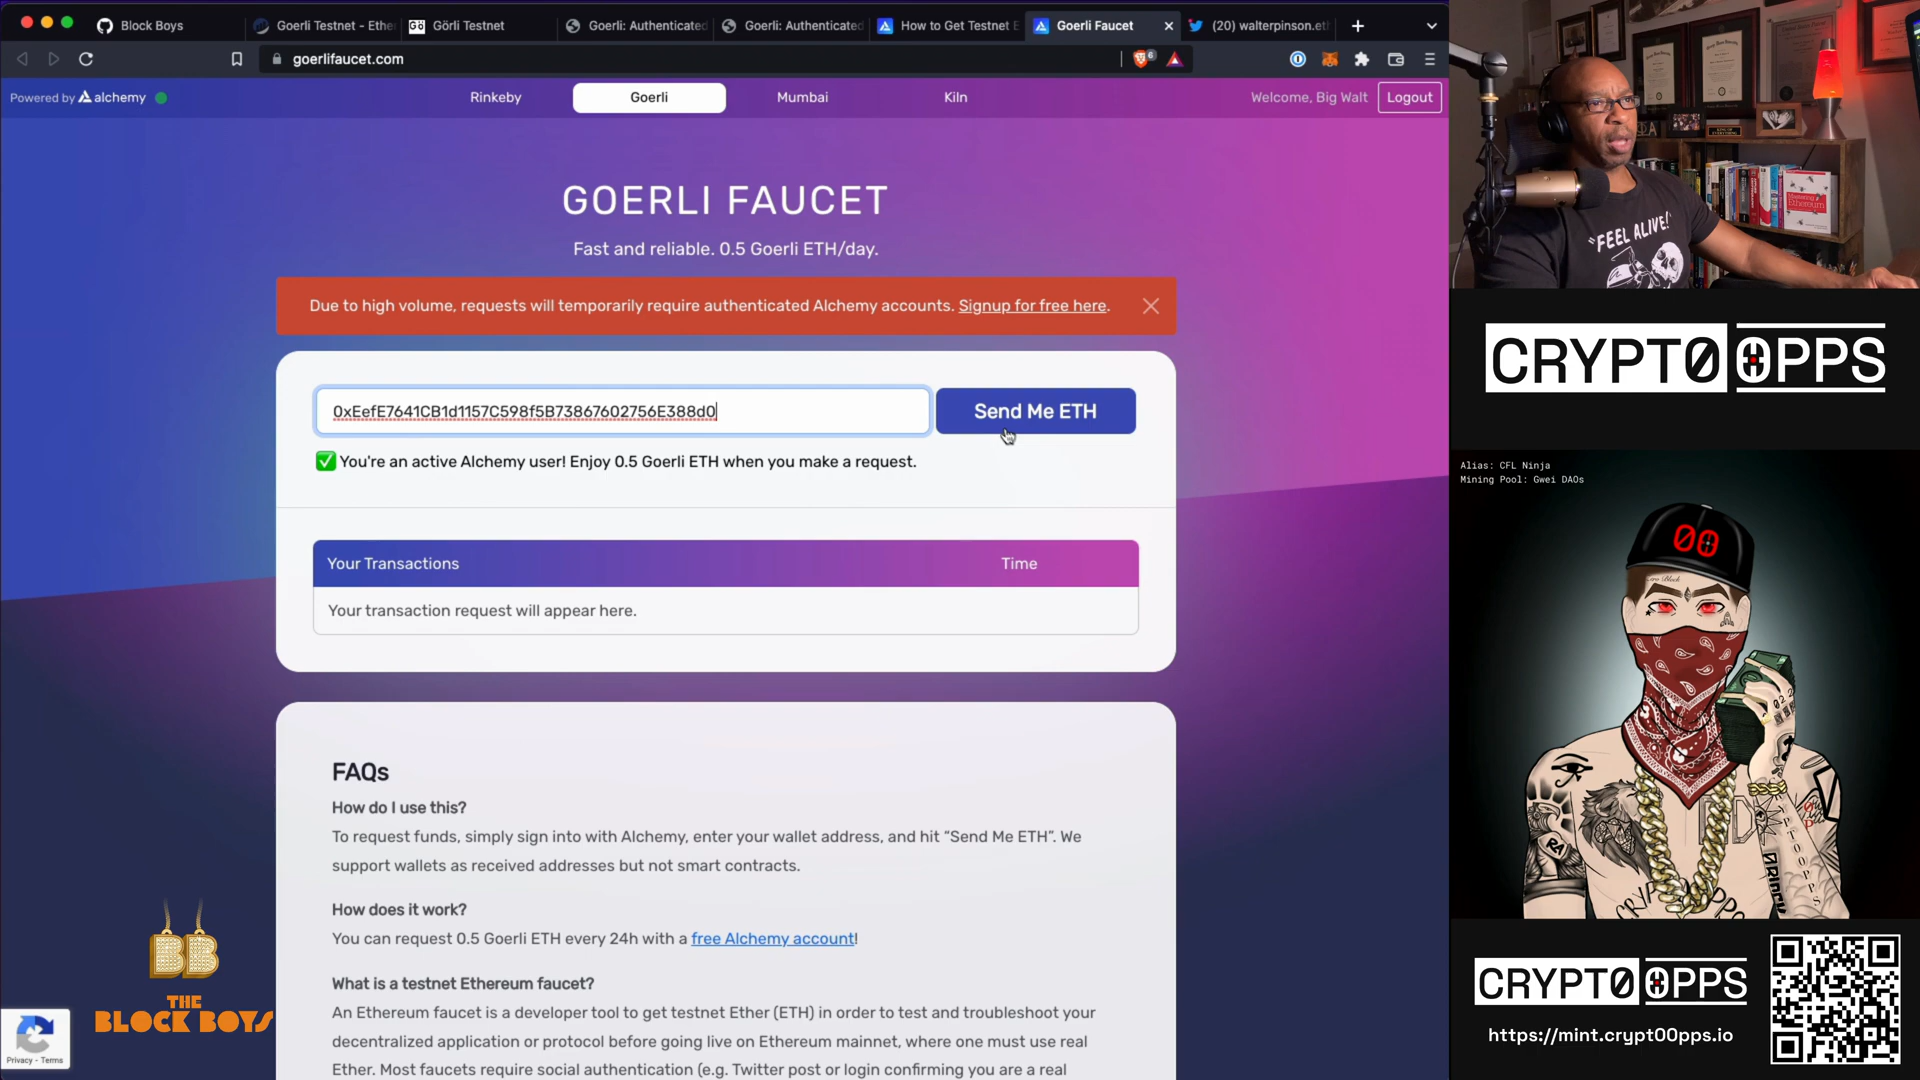 Block Boys
Goerli Testnet - Ether
Gö Görli Testnet
Goerli: Authenticated
Goerli: Authenticated
How to Get Testnet E
Goerli Faucet
(20) walterpinson.eth
goerlifaucet.com
6
Powered by alchemy
Rinkeby
Goerli
Mumbai
Kiln
Welcome, Big Walt
Logout
GOERLI FAUCET
Fast and reliable. 0.5 Goerli ETH/day.
Due to high volume, requests will temporarily require authenticated Alchemy accounts. Signup for free here.
0xEefE7641CB1d1157C598f5B73867602756E388d0
Send Me ETH
You're an active Alchemy user! Enjoy 0.5 Goerli ETH when you make a request.
Your Transactions
Time
Your transaction request will appear here.
FAQs
How do I use this?
To request funds, simply sign into with Alchemy, enter your wallet address, and hit “Send Me ETH”. We
support wallets as received addresses but not smart contracts.
How does it work?
You can request 0.5 Goerli ETH every 24h with a free Alchemy account!
What is a testnet Ethereum faucet?
An Ethereum faucet is a developer tool to get testnet Ether (ETH) in order to test and troubleshoot your
decentralized application or protocol before going live on Ethereum mainnet, where one must use real
Ether. Most faucets require social authentication (e.g. Twitter post or login confirming you are a real
BB
THE
BLOCK BOYS
Privacy - Terms
"FEEL ALIVE!"
Ethereum
CRYPT00PPS
Alias: CFL Ninja
Mining Pool: Gwei DAOs
00
RA
CRYPT00PPS
https://mint.crypt00pps.io